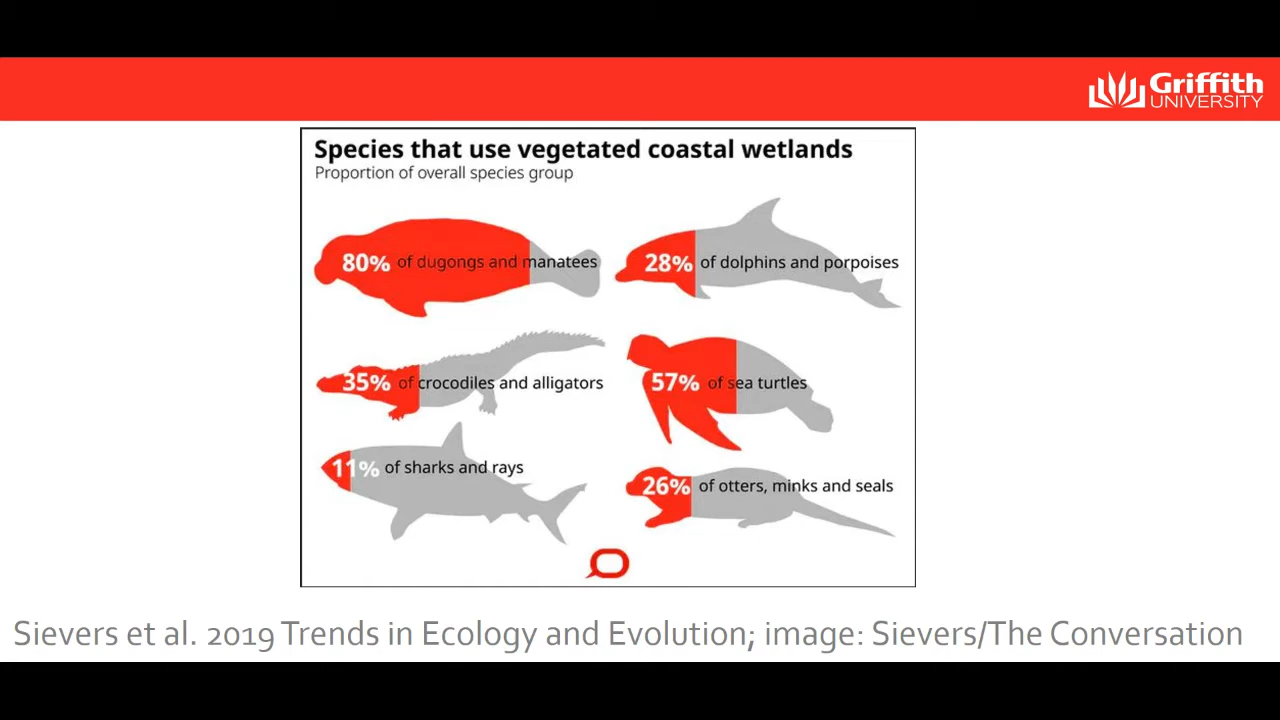 Griffith
UNIVERSITY
Species that use vegetated coastal wetlands
Proportion of overall species group
80% of dugongs and manatees
28% of dolphins and porpoises
35% of crocodiles and alligators
57% of sea turtles
11% of sharks and rays
26% of otters, minks and seals
Sievers et al. 2019 Trends in Ecology and Evolution; image: Sievers/The Conversation